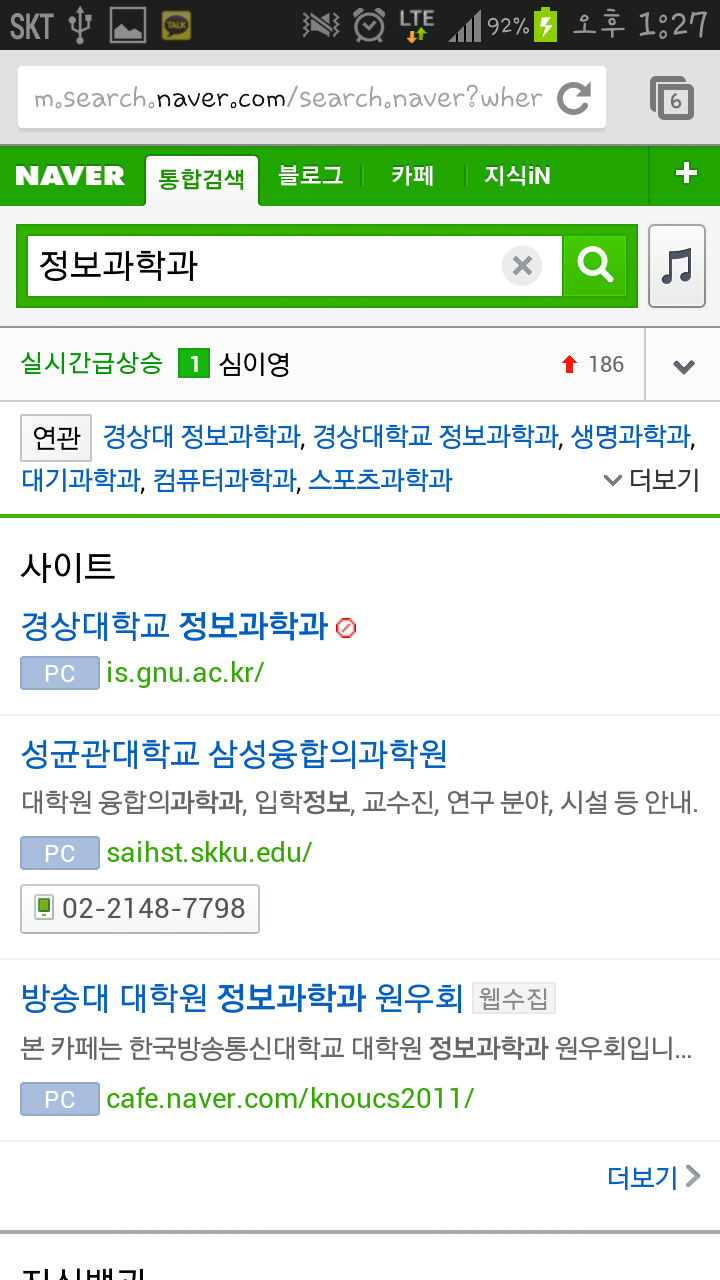 SKT TALK LTE 92% 오후 1:27
m.search.naver.com/search.naver?wher 6
NAVER 통합검색 블로그 카페 지식iN +
정보과학과
실시간급상승 1 심이영 186
연관 경상대 정보과학과, 경상대학교 정보과학과, 생명과학과,
대기과학과, 컴퓨터과학과, 스포츠과학과 더보기
사이트
경상대학교 정보과학과
PC is.gnu.ac.kr/
성균관대학교 삼성융합의과학원
대학원 융합의과학과, 입학정보, 교수진, 연구 분야, 시설 등 안내.
PC saihst.skku.edu/
02-2148-7798
방송대 대학원 정보과학과 원우회 웹수집
본 카페는 한국방송통신대학교 대학원 정보과학과 원우회입니...
PC cafe.naver.com/knoucs2011/
더보기